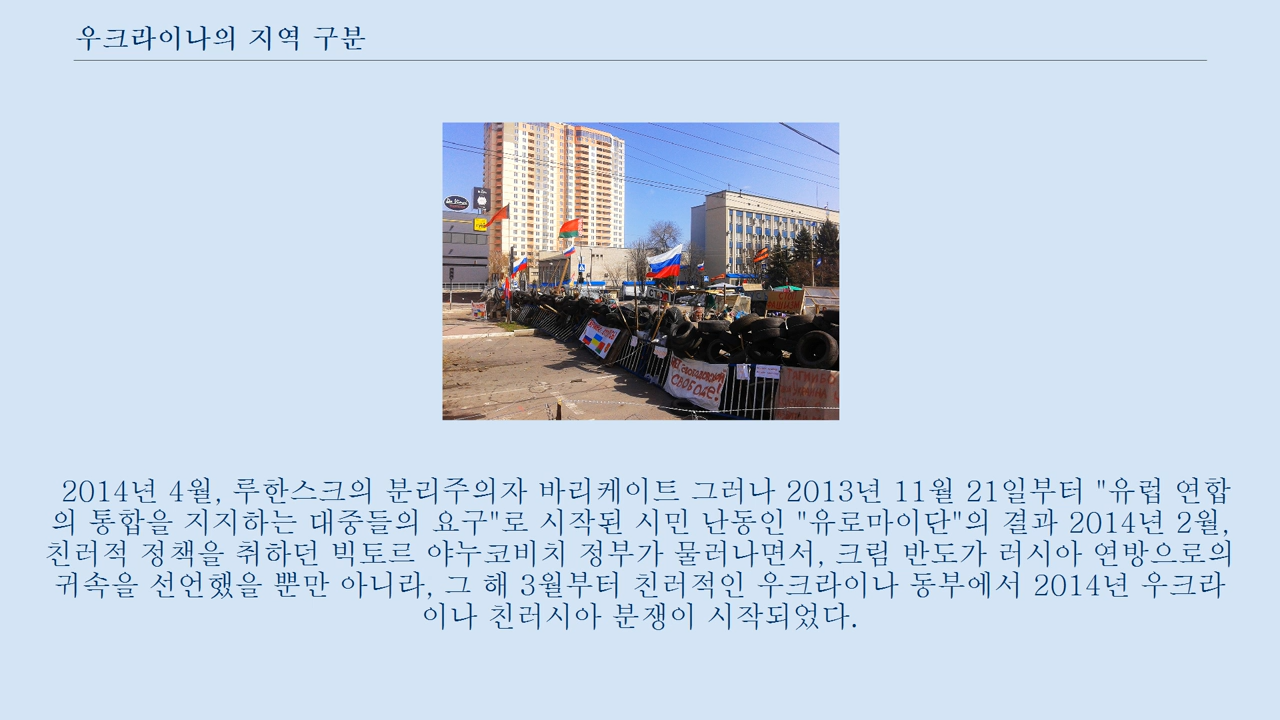 우크라이나의 지역 구분
СВОБОДЕ!
2014년 4월, 루한스크의 분리주의자 바리케이트 그러나 2013년 11월 21일부터 "유럽 연합
의 통합을 지지하는 대중들의 요구"로 시작된 시민 난동인 "유로마이단"의 결과 2014년 2월,
친러적 정책을 취하던 빅토르 야누코비치 정부가 물러나면서, 크림 반도가 러시아 연방으로의
귀속을 선언했을 뿐만 아니라, 그 해 3월부터 친러적인 우크라이나 동부에서 2014년 우크라
이나 친러시아 분쟁이 시작되었다.